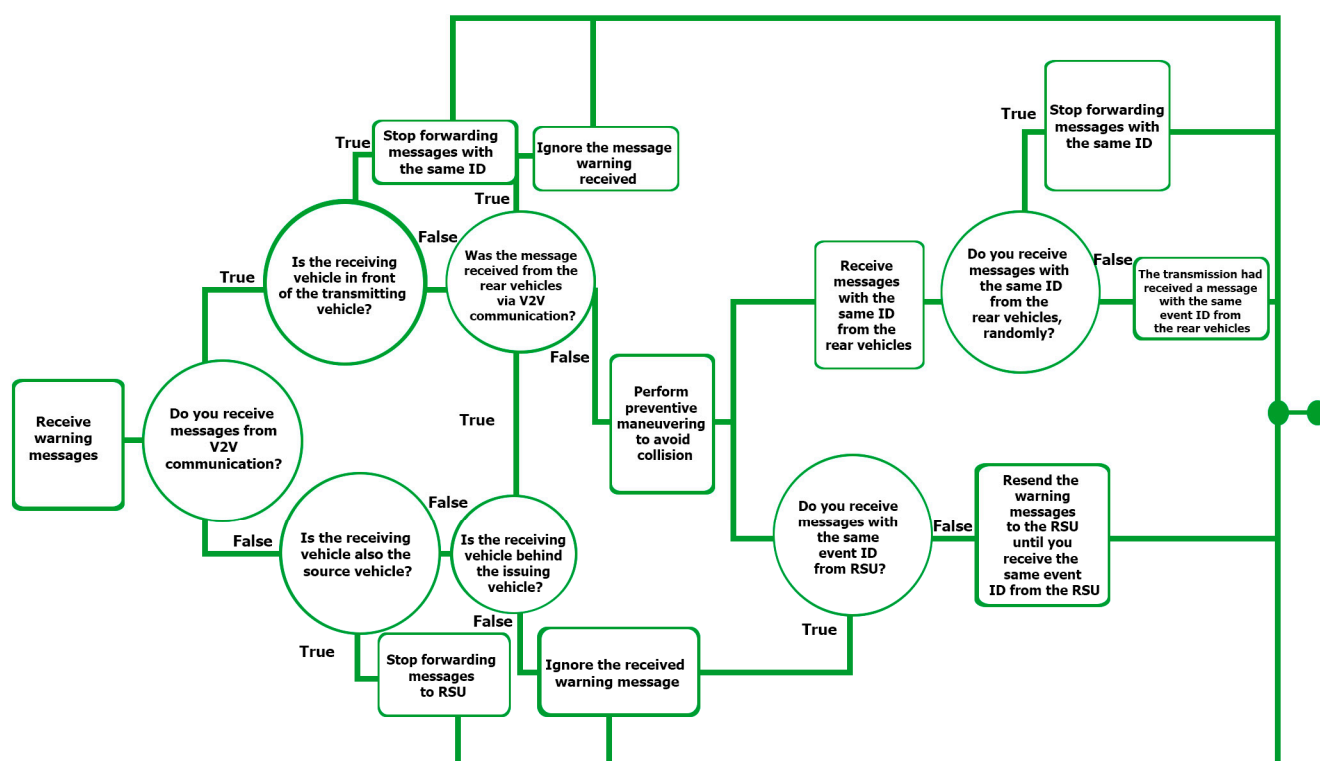 Receive
warning
messages
Do you receive
messages from
V2V
communication?
True
Is the receiving
vehicle in front
of the transmitting
vehicle?
True
Stop forwarding
messages with
the same ID
Ignore the message
warning
received
True
False
Was the message
received from the
rear vehicles
via V2V
communication?
False
True
False
Is the receiving
vehicle also the
source vehicle?
False
Is the receiving
vehicle behind
the issuing
vehicle?
True
Stop forwarding
messages
to RSU
False
Ignore the received
warning message
Perform
preventive
maneuvering
to avoid
collision
Receive
messages
with the
same ID
from the
rear vehicles
Do you receive
messages with
the same ID
from the
rear vehicles,
randomly?
True
Stop forwarding
messages with
the same ID
False
The transmission had
received a message
with the same
event ID from
the rear vehicles
Do you receive
messages with
the same
event ID
from RSU?
True
False
Resend the
warning
messages
to the RSU
until you
receive the
same event
ID from the RSU